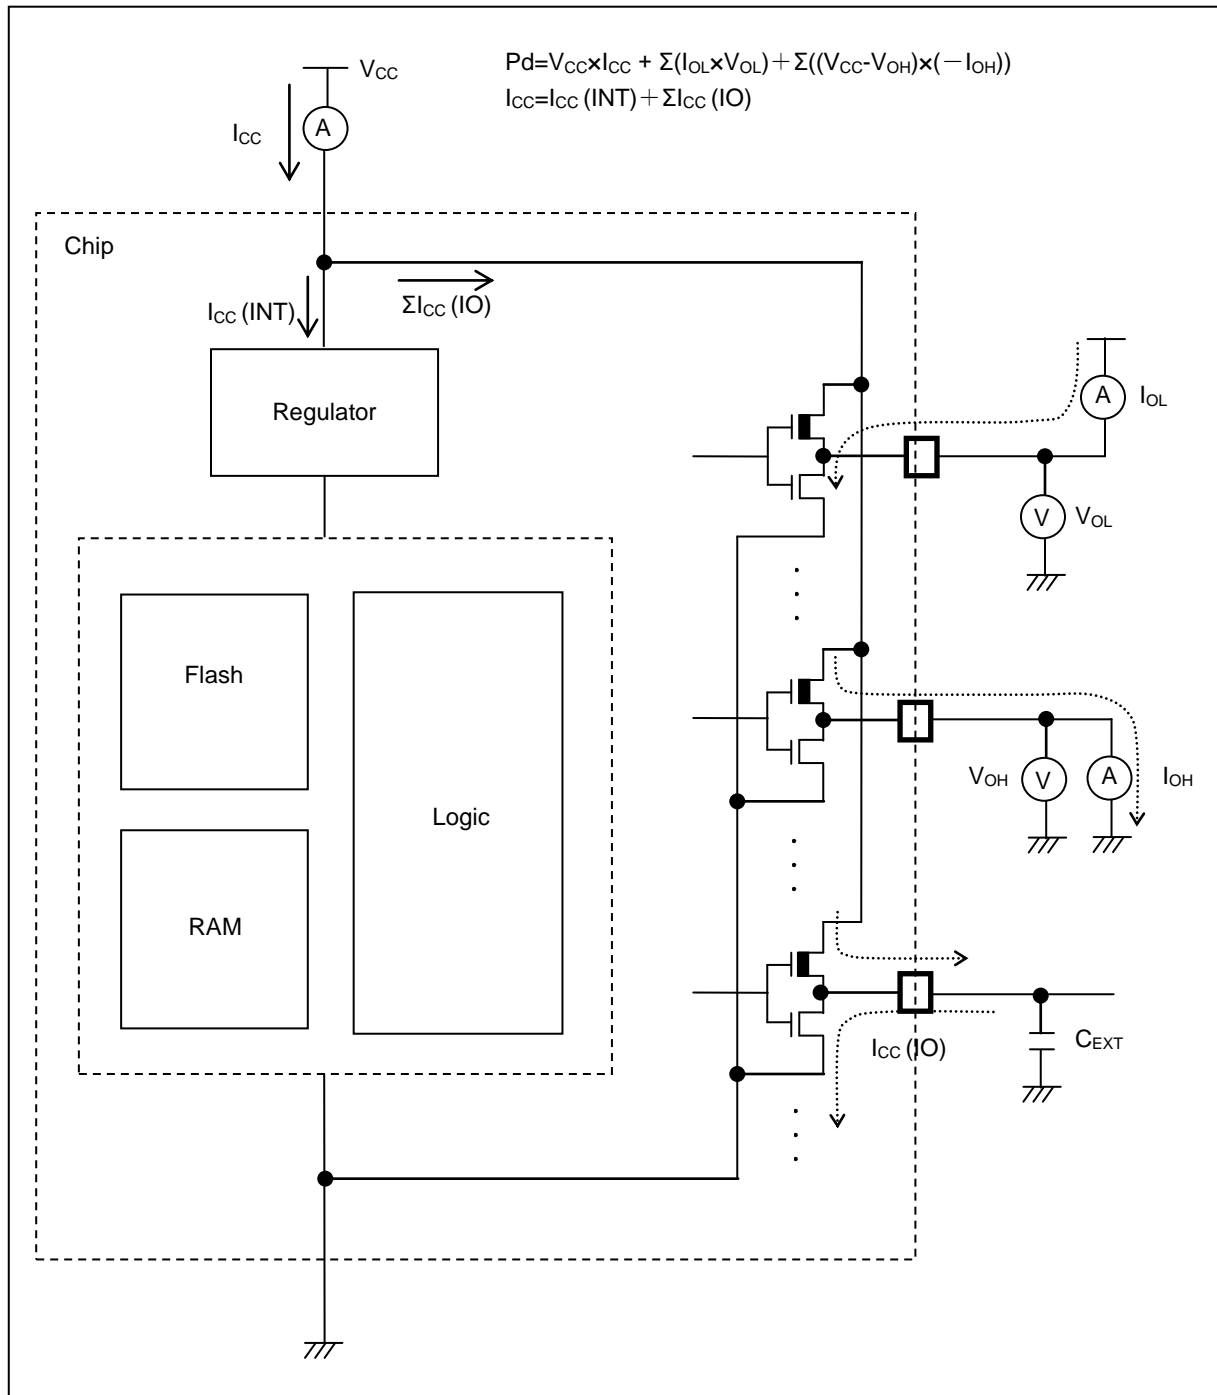 Pd=VCC×ICC + Σ(IOL×VOL)+Σ((VCC-VOH)×(-IOH))
ICC=ICC (INT)+ΣICC (IO)
VCC
A
ICC
Chip
ICC (INT)
ΣICC (IO)
Regulator
A
IOL
V
VOL
Flash
Logic
RAM
VOH
V
A
IOH
ICC (IO)
CEXT